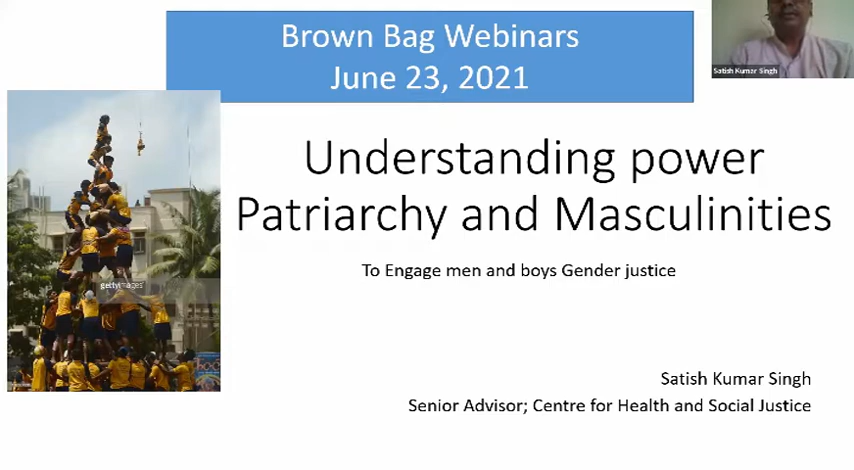 Brown Bag Webinars
June 23, 2021
Satish Kumar Singh
Understanding power
Patriarchy and Masculinities
To Engage men and boys Gender justice
gettyimages
Satish Kumar Singh
Senior Advisor; Centre for Health and Social Justice